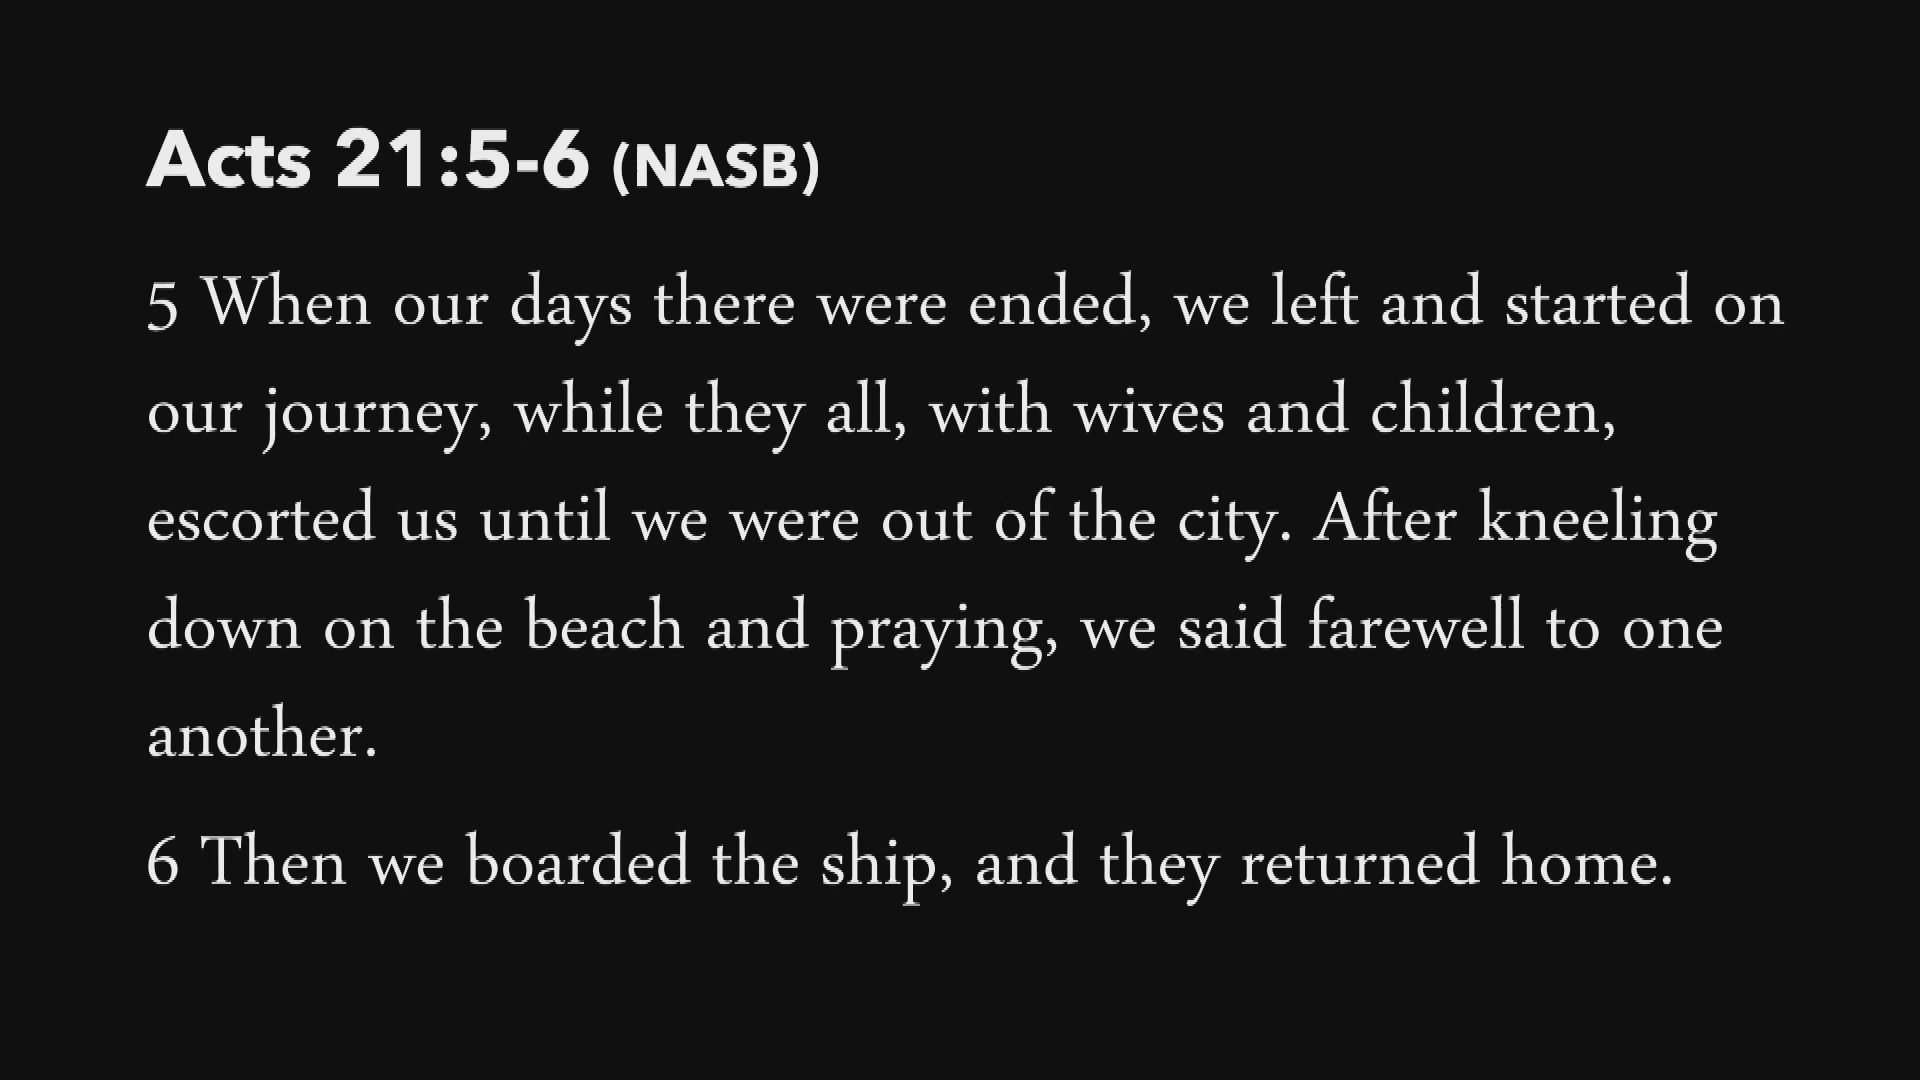 Acts 21:5-6 (NASB)
5 When our days there were ended, we left and started on
our journey, while they all, with wives and children,
escorted us until we were out of the city. After kneeling
down on the beach and praying, we said farewell to one
another.
6 Then we boarded the ship, and they returned home.